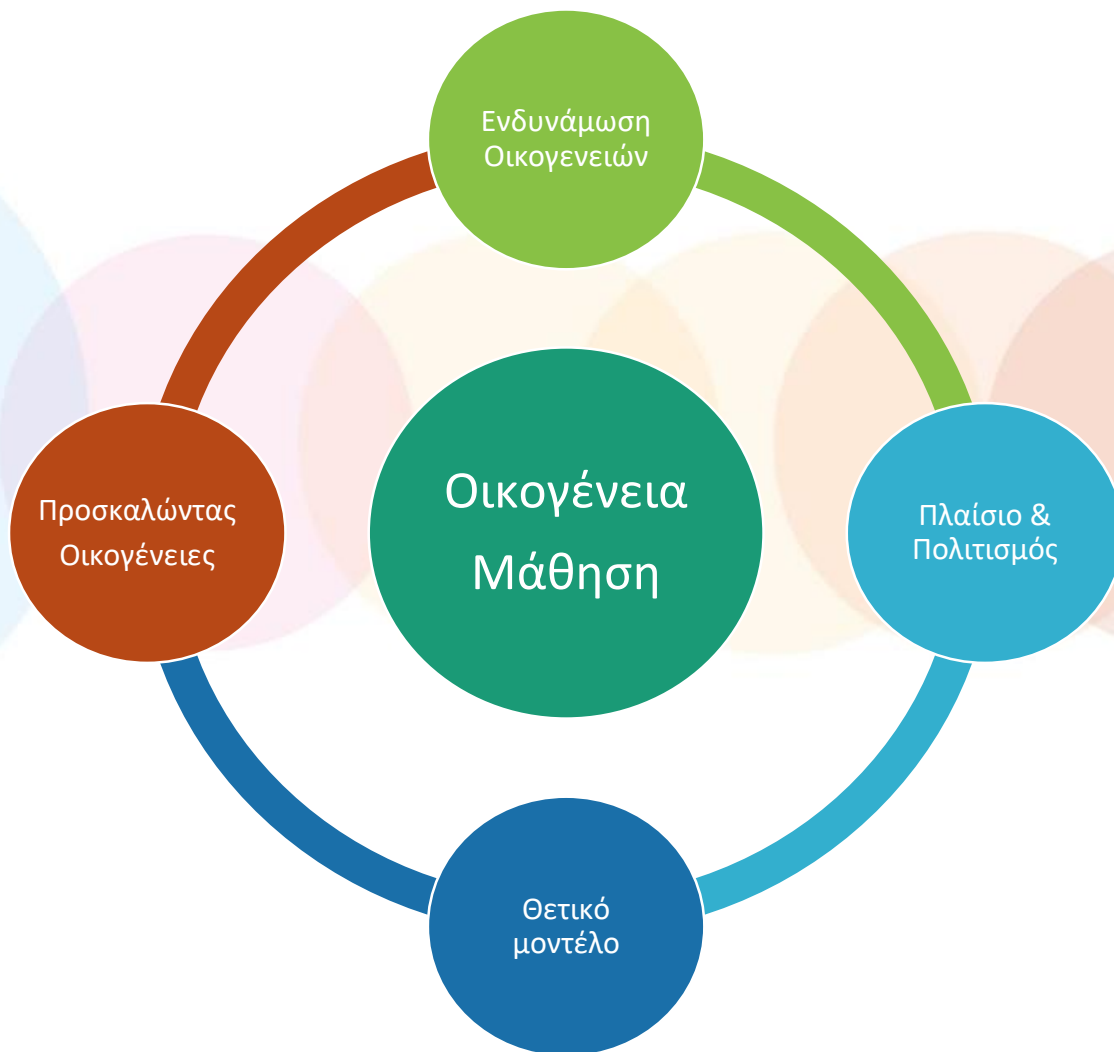 Ενδυνάμωση
Οικογενειών
Προσκαλώντας
Οικογένειες
Οικογένεια
Μάθηση
Πλαίσιο &
Πολιτισμός
Θετικό
μοντέλο